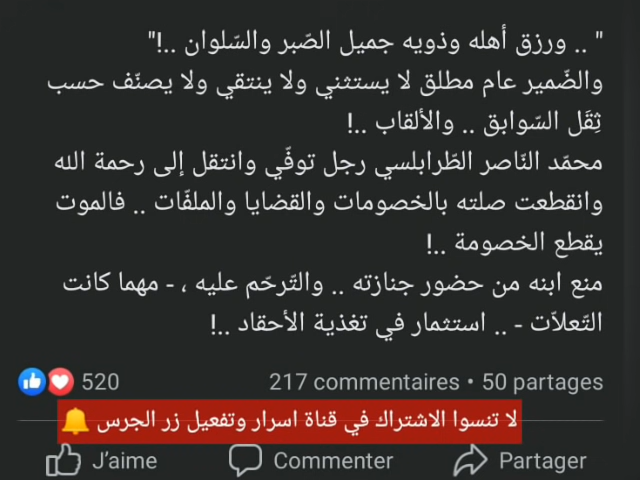 " .. ورزق أهله وذويه جميل الصّبر والسّلوان ..!"
والضّمير عام مطلق لا يستثني ولا ينتقي ولا يصنّف حسب
ثِقَل السّوابق .. والألقاب ..!
محمّد النّاصر الطّرابلسي رجل توفّي وانتقل إلى رحمة الله
وانقطعت صلته بالخصومات والقضايا والملفّات .. فالموت
يقطع الخصومة ..!
منع ابنه من حضور جنازته .. والتّرحّم عليه ، - مهما كانت
التّعلاّت - .. استثمار في تغذية الأحقاد ..!
520 217 commentaires • 50 partages
لا تنسوا الاشتراك في قناة اسرار وتفعيل زر الجرس 🔔
J'aime Commenter Partager